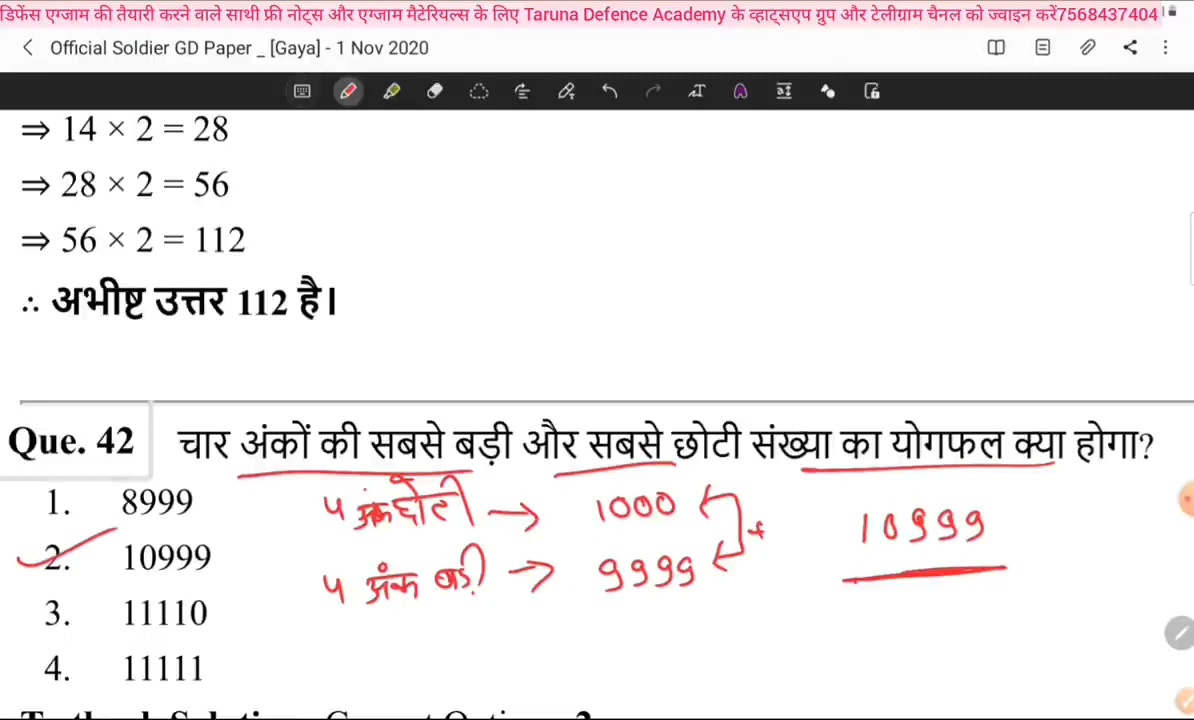 डिफेंस एग्जाम की तैयारी करने वाले साथी फ्री नोट्स और एग्जाम मैटेरियल्स के लिए Taruna Defence Academy के व्हाट्सएप ग्रुप और टेलीग्राम चैनल को ज्वाइन करें7568437404
Official Soldier GD Paper _ [Gaya] - 1 Nov 2020
⇒ 14 × 2 = 28
⇒ 28 × 2 = 56
⇒ 56 × 2 = 112
∴ अभीष्ट उत्तर 112 है।
Que. 42 चार अंकों की सबसे बड़ी और सबसे छोटी संख्या का योगफल क्या होगा?
1. 8999
2. 10999
3. 11110
4. 11111
4 अंक छोटी → 1000
4 अंक बड़ी → 9999
+
10999